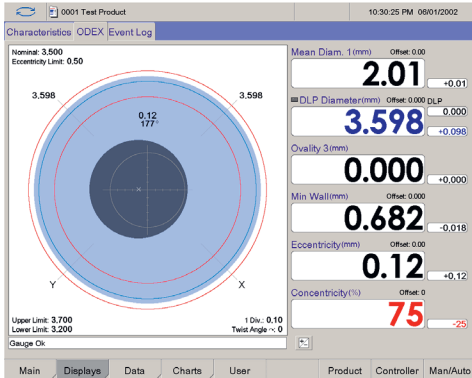 0001 Test Product
10:30:25 PM 06/01/2002
Characteristics ODEX Event Log
Nominal: 3,500
Eccentricity Limit: 0,50
3,598
3,598
0.12
177°
Y
X
Upper Limit: 3,700
Lower Limit: 3,200
1 Div.: 0,10
Twist Angle ~: 0
Gauge Ok
Mean Diam. 1(mm) Offset: 0.00
2.01
+0.01
DLP Diameter(mm) Offset: 0.000 DLP
0.000
3.598
+0,098
Ovality 3(mm)
0.000
+0,000
Min Wall(mm) Offset: 0.00
0.682
-0,018
Eccentricity(mm) Offset: 0.00
0.12
+0,12
Concentricity(%) Offset: 0
75
-25
Main Displays Data Charts User Product Controller Man/Auto